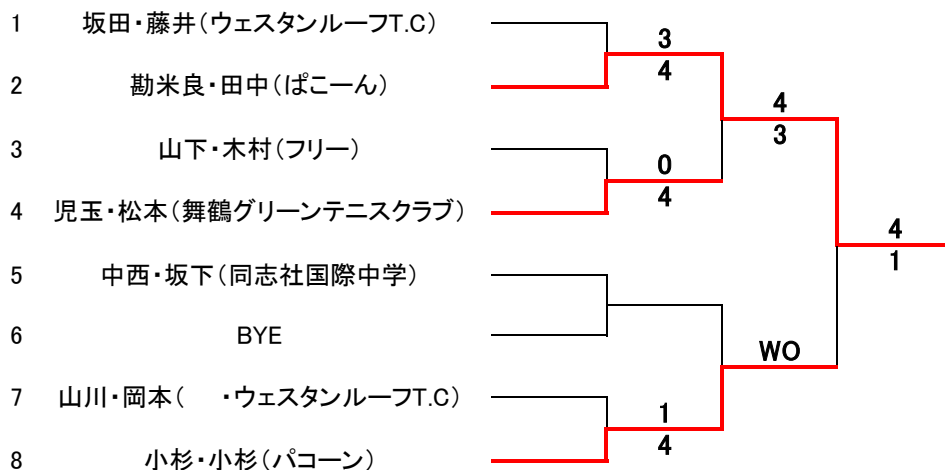 1 坂田・藤井(ウェスタンルーフT.C)
3
2 勘米良・田中(ぱこーん)
4
4
3 山下・木村(フリー)
3
0
4 児玉・松本(舞鶴グリーンテニスクラブ)
4
4
1
5 中西・坂下(同志社国際中学)
6 BYE
WO
7 山川・岡本( ・ウェスタンルーフT.C)
1
4
8 小杉・小杉(パコーン)